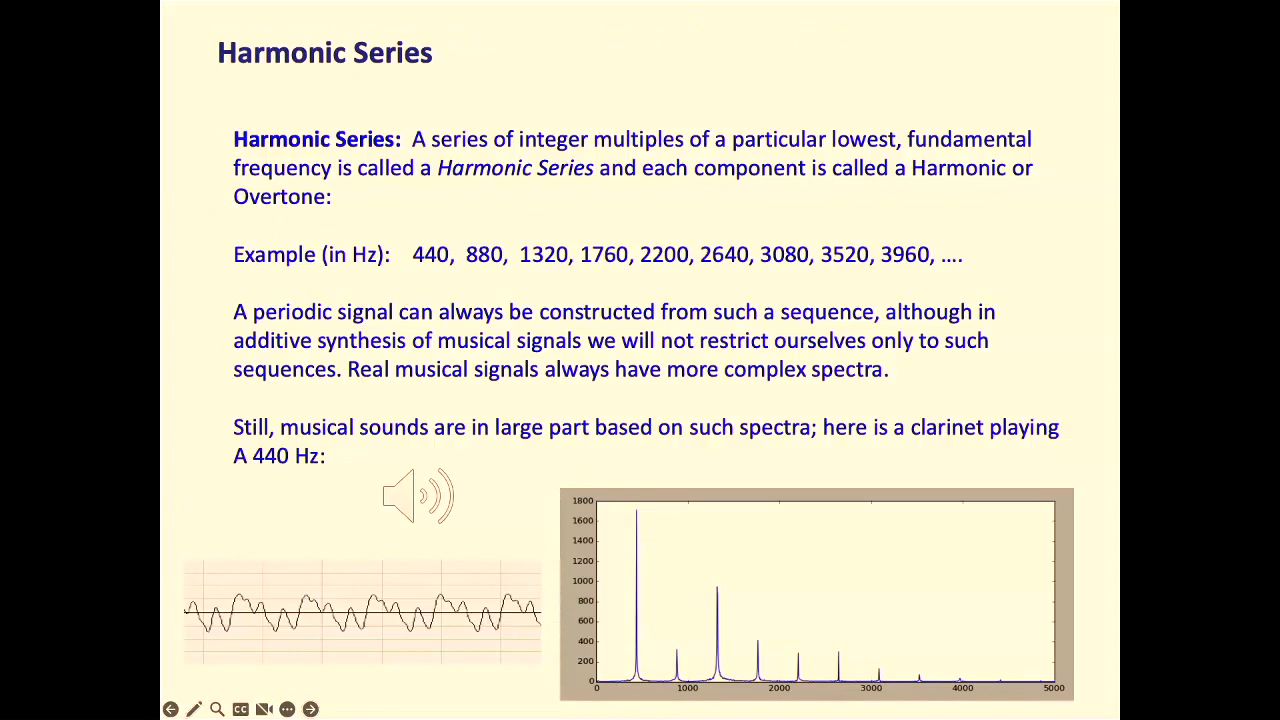 Harmonic Series
Harmonic Series: A series of integer multiples of a particular lowest, fundamental
frequency is called a Harmonic Series and each component is called a Harmonic or
Overtone:
Example (in Hz): 440, 880, 1320, 1760, 2200, 2640, 3080, 3520, 3960, ....
A periodic signal can always be constructed from such a sequence, although in
additive synthesis of musical signals we will not restrict ourselves only to such
sequences. Real musical signals always have more complex spectra.
Still, musical sounds are in large part based on such spectra; here is a clarinet playing
A 440 Hz:
1800
1600
1400
1200
1000
800
600
400
200
0
0 1000 2000 3000 4000 5000
CC